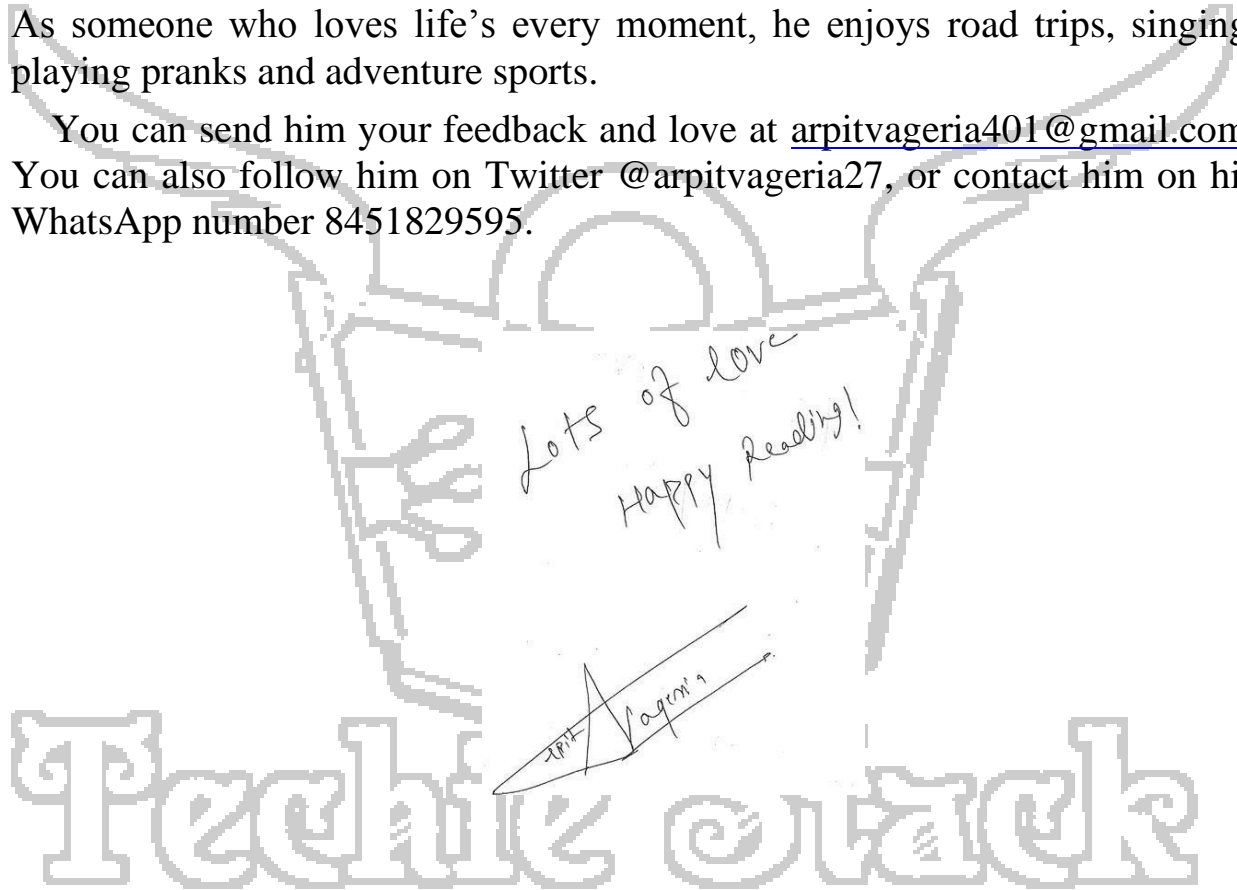 As someone who loves life’s every moment, he enjoys road trips, singing
playing pranks and adventure sports.
You can send him your feedback and love at arpitvageria401@gmail.com
You can also follow him on Twitter @arpitvageria27, or contact him on hi
WhatsApp number 8451829595.
Lots of love
Happy Reading!
Arpit Vageria
Techie